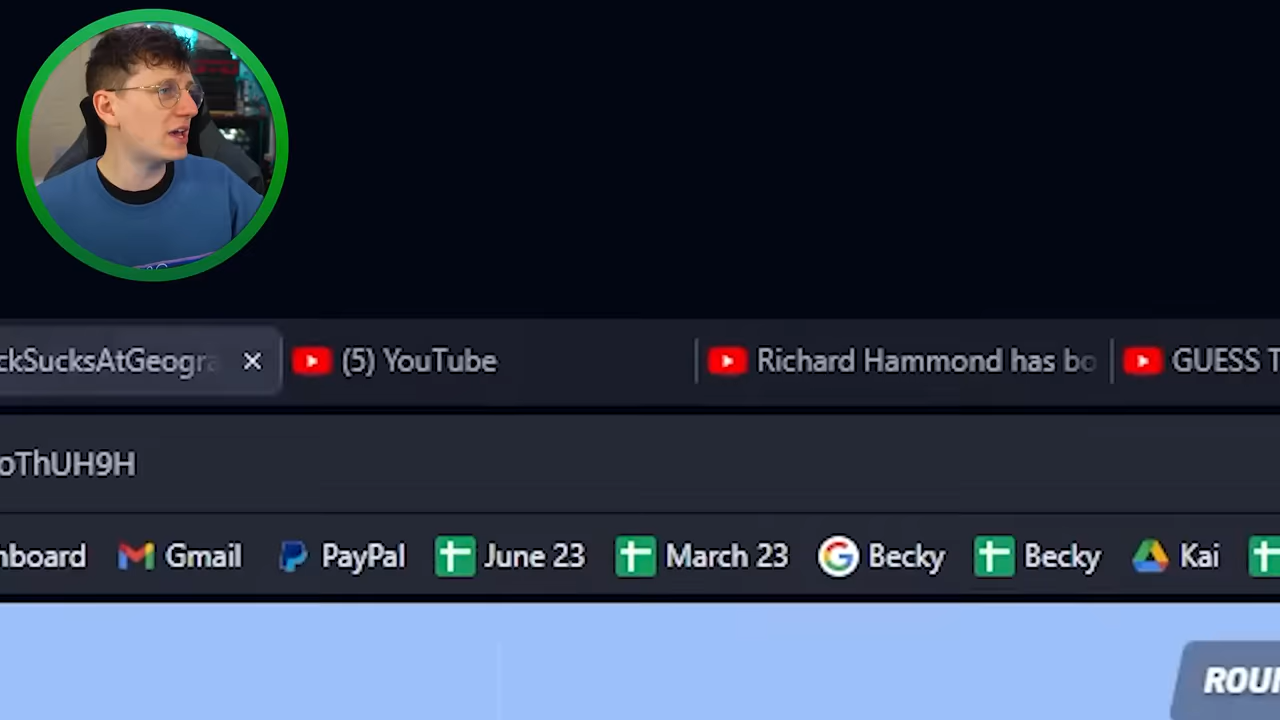 ckSucksAtGeogra (5) YouTube Richard Hammond has bo GUESS T
oThUH9H
nboard Gmail PayPal June 23 March 23 Becky Becky Kai
ROUN